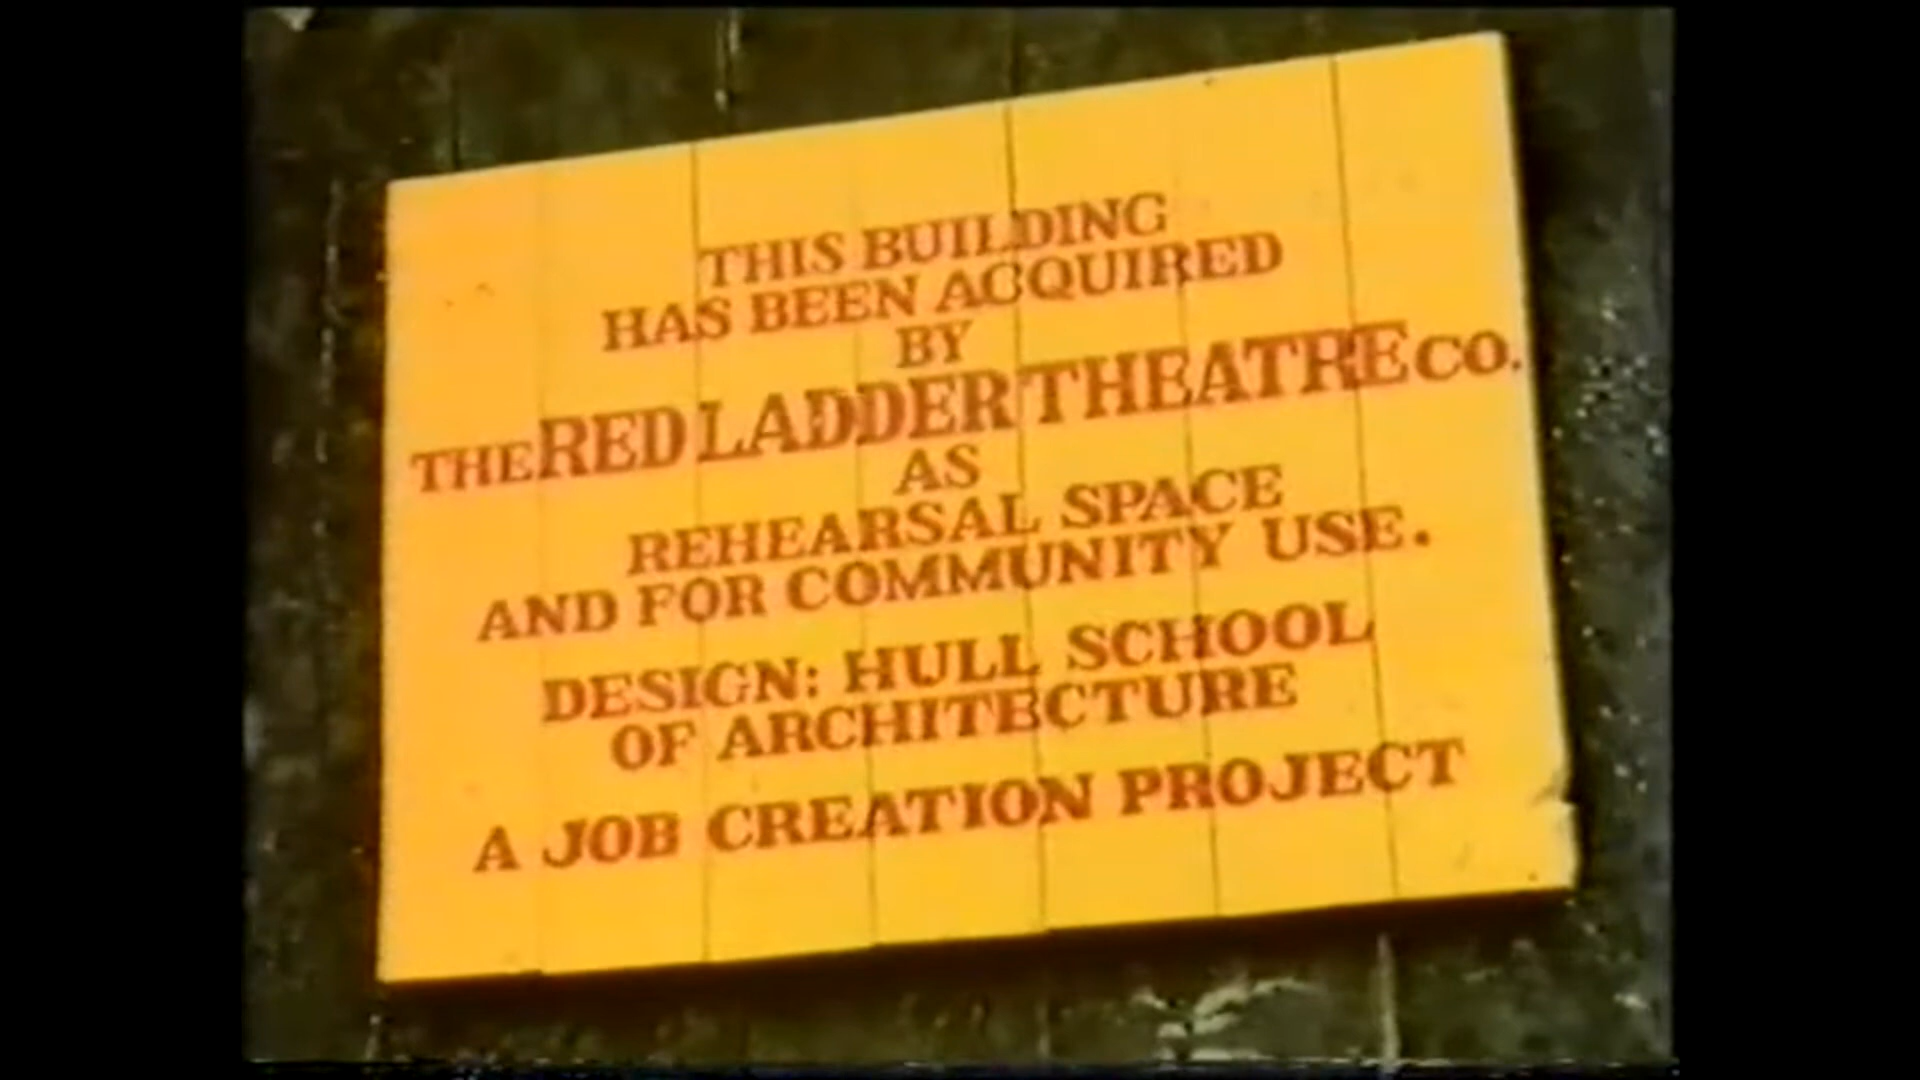 THIS BUILDING
HAS BEEN ACQUIRED
BY
THE RED LADDER THEATRE CO.
AS
REHEARSAL SPACE
AND FOR COMMUNITY USE.
DESIGN: HULL SCHOOL
OF ARCHITECTURE
A JOB CREATION PROJECT